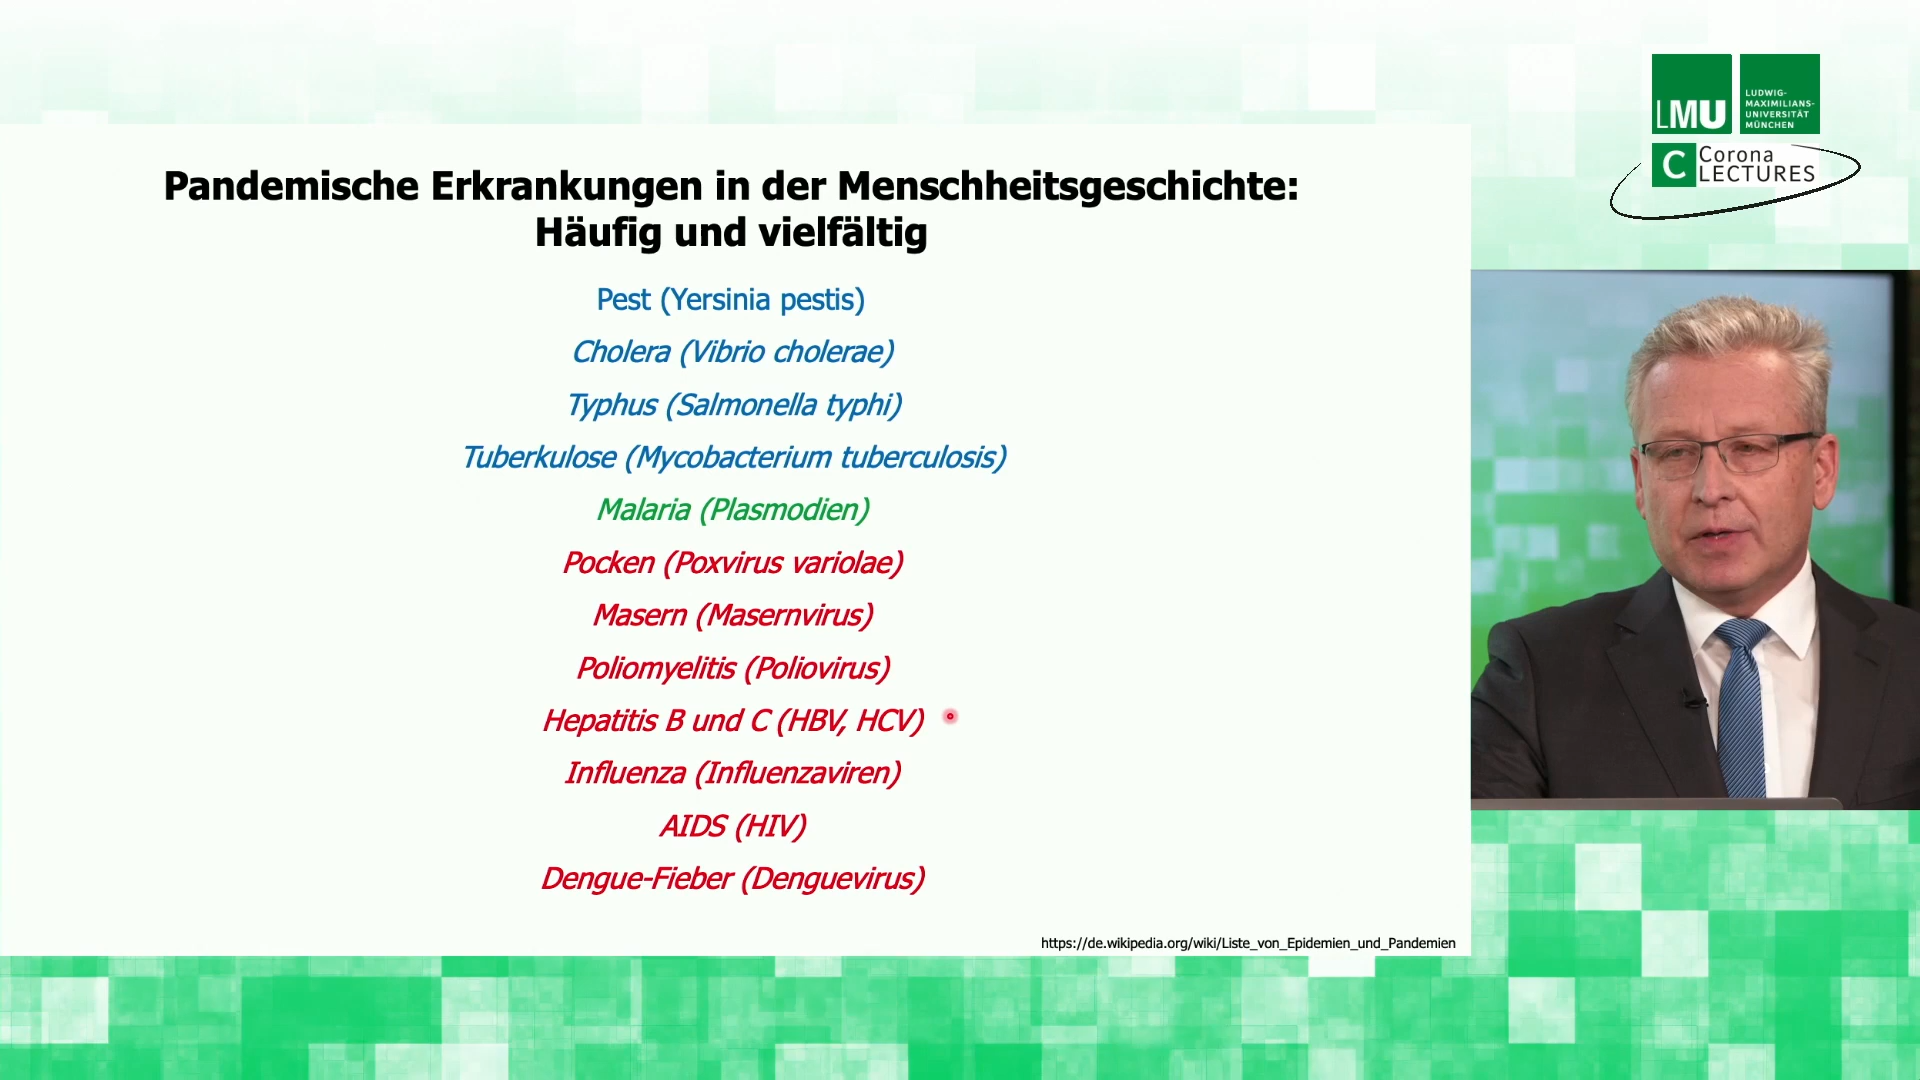 Pandemische Erkrankungen in der Menschheitsgeschichte:
Häufig und vielfältig
Pest (Yersinia pestis)
Cholera (Vibrio cholerae)
Typhus (Salmonella typhi)
Tuberkulose (Mycobacterium tuberculosis)
Malaria (Plasmodien)
Pocken (Poxvirus variolae)
Masern (Masernvirus)
Poliomyelitis (Poliovirus)
Hepatitis B und C (HBV, HCV)
Influenza (Influenzaviren)
AIDS (HIV)
Dengue-Fieber (Denguevirus)
https://de.wikipedia.org/wiki/Liste_von_Epidemien_und_Pandemien
LMU
LUDWIG-
MAXIMILIANS-
UNIVERSITÄT
MÜNCHEN
C Corona
LECTURES